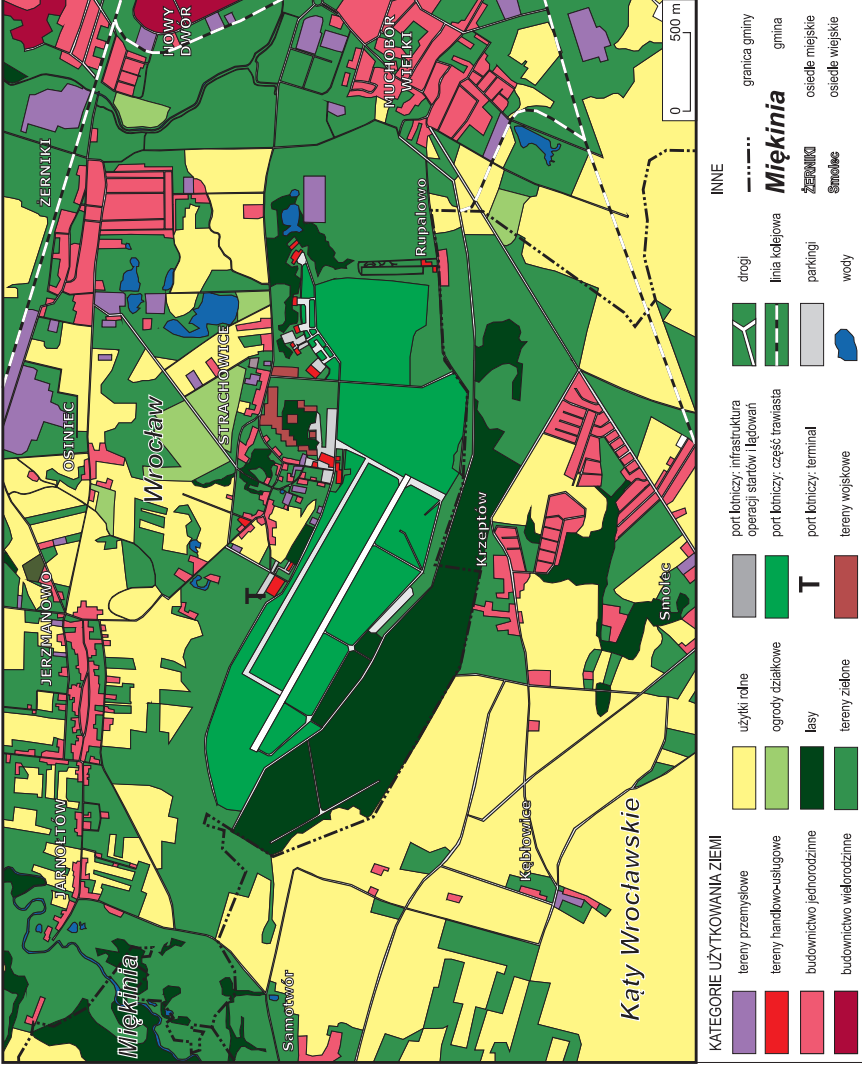 Miękinia
JARNOŁTÓW
JERZMANOWO
OSINIEC
ŻERNIKI
NOWY
DWÓR
Wrocław
STRACHOWICE
MUCHOBÓR
WIELKI
T
Samotwór
Rupałowo
Krzeptów
Kębłowice
Smolec
Kąty Wrocławskie
0 500 m
KATEGORIE UŻYTKOWANIA ZIEMI
tereny przemysłowe
tereny handlowo-usługowe
budownictwo jednorodzinne
budownictwo wielorodzinne
użytki rolne
ogrody działkowe
lasy
tereny zielone
port lotniczy: infrastruktura
operacji startów i lądowań
port lotniczy: część trawiasta
T port lotniczy: terminal
tereny wojskowe
INNE
drogi
linia kolejowa
parkingi
wody
granica gminy
Miękinia gmina
ŻERNIKI osiedle miejskie
Smolec osiedle wiejskie